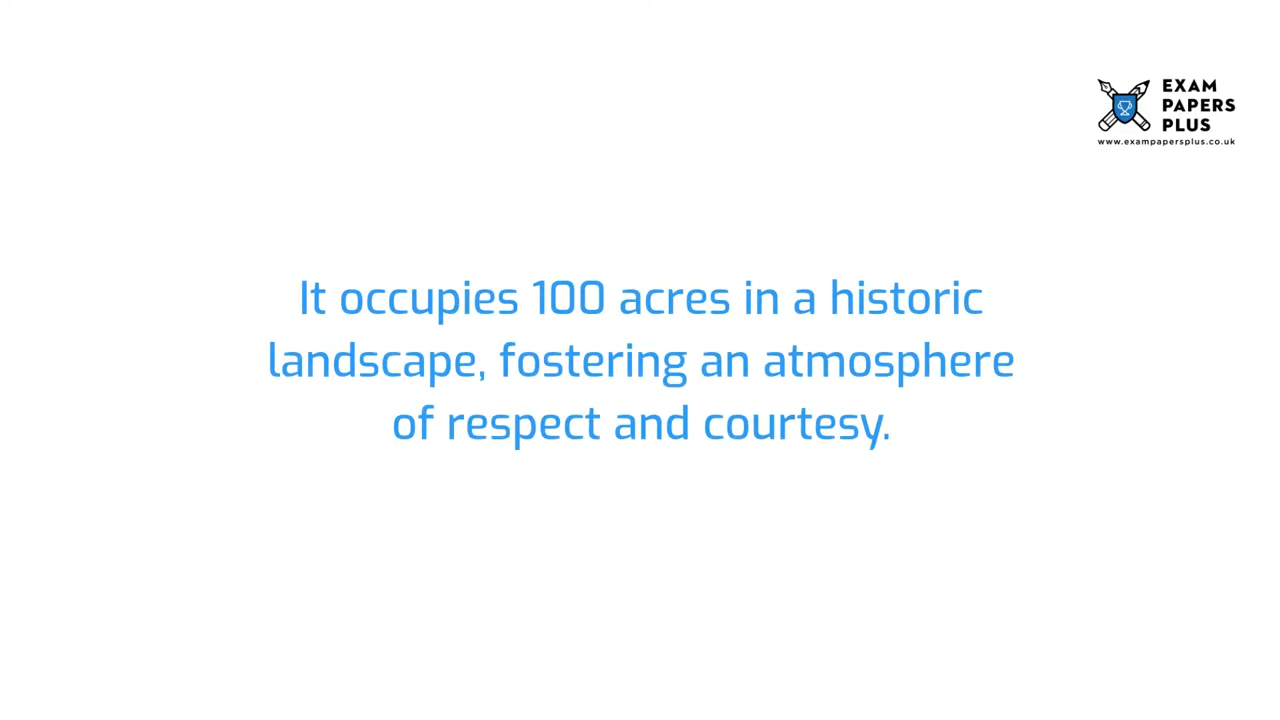 EXAM
PAPERS
PLUS
www.exampapersplus.co.uk
It occupies 100 acres in a historic
landscape, fostering an atmosphere
of respect and courtesy.